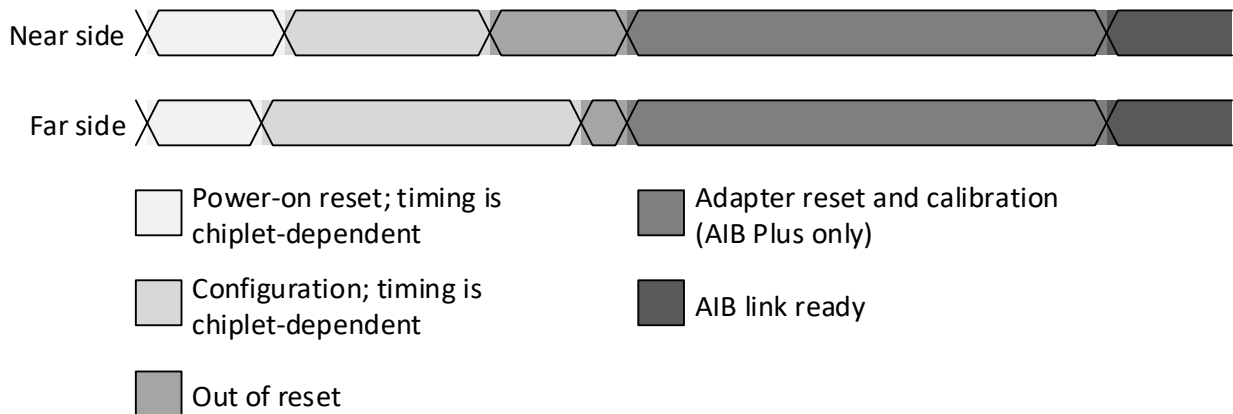 Near side
Far side
Power-on reset; timing is
chiplet-dependent
Configuration; timing is
chiplet-dependent
Out of reset
Adapter reset and calibration
(AIB Plus only)
AIB link ready